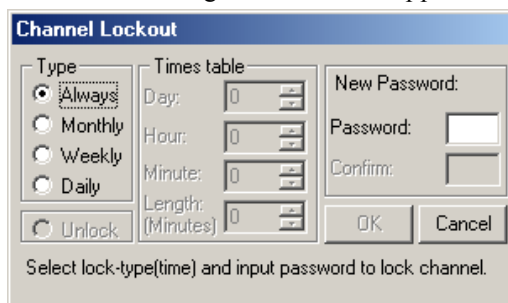 Channel Lockout
Type
Always
Monthly
Weekly
Daily
Unlock
Times table
Day: 0
Hour: 0
Minute: 0
Length:
(Minutes) 0
New Password:
Password:
Confirm:
OK Cancel
Select lock-type(time) and input password to lock channel.